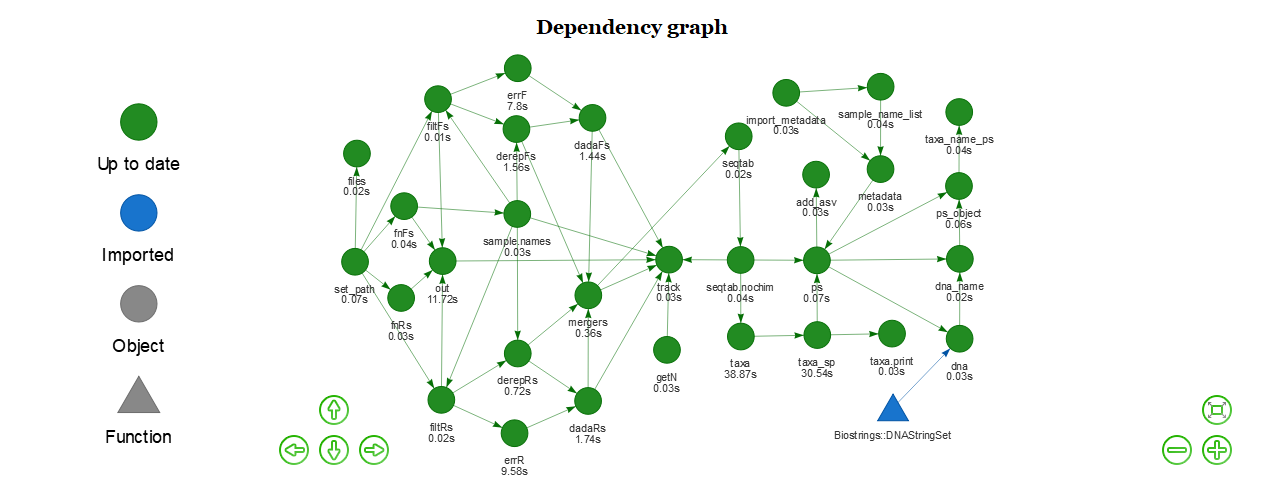 Dependency graph
Up to date
Imported
Object
Function
errF
7.8s
filtFs
0.01s
derepFs
1.56s
dadaFs
1.44s
files
0.02s
fnFs
0.04s
sample.names
0.03s
set_path
0.07s
out
11.72s
fnRs
0.03s
mergers
0.36s
track
0.03s
derepRs
0.72s
getN
0.03s
filtRs
0.02s
dadaRs
1.74s
errR
9.58s
import_metadata
0.03s
sample_name_list
0.04s
taxa_name_ps
0.04s
seqtab
0.02s
add_asv
0.03s
metadata
0.03s
ps_object
0.06s
seqtab.nochim
0.04s
ps
0.07s
dna_name
0.02s
taxa
38.87s
taxa_sp
30.54s
taxa.print
0.03s
dna
0.03s
Biostrings::DNAStringSet